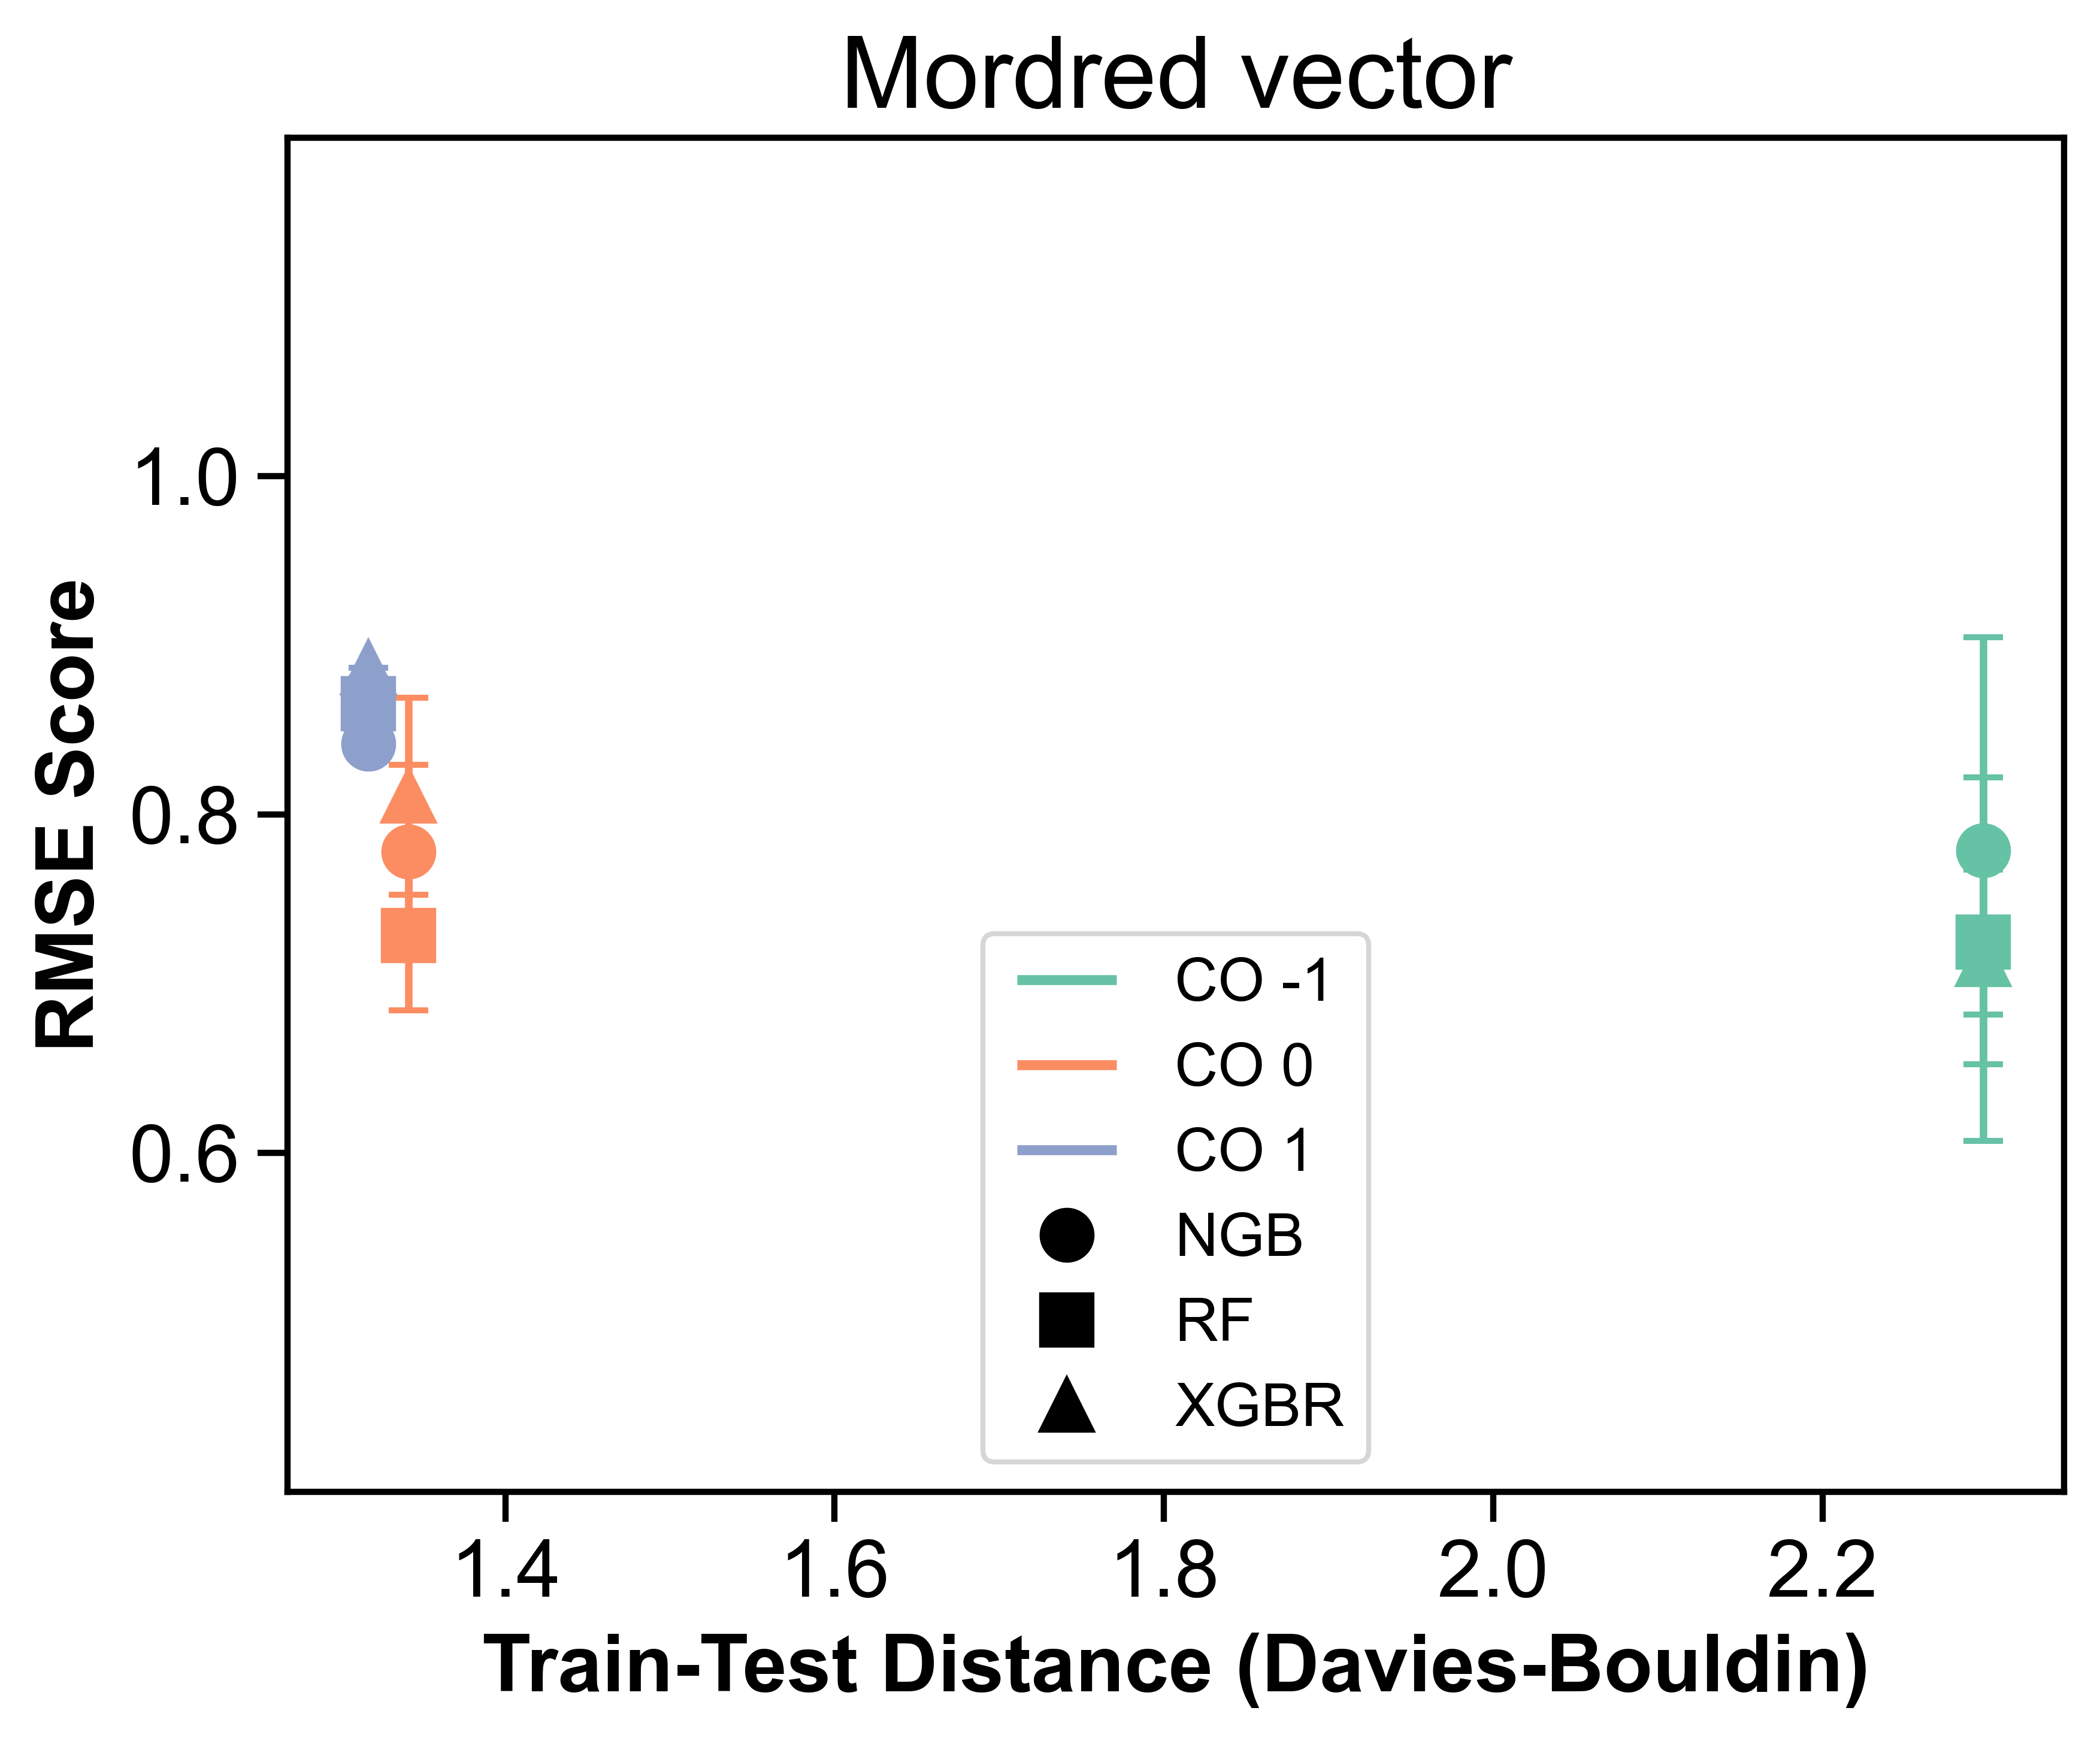 Mordred vector
RMSE Score
1.0
0.8
0.6
CO -1
CO 0
CO 1
NGB
RF
XGBR
1.4 1.6 1.8 2.0 2.2
Train-Test Distance (Davies-Bouldin)